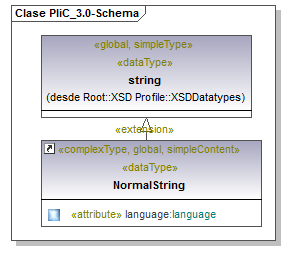 Clase PliC_3.0-Schema
«global, simpleType»
«dataType»
string
(desde Root::XSD Profile::XSDDatatypes)
«extension»
«complexType, global, simpleContent»
«dataType»
NormalString
«attribute» language:language